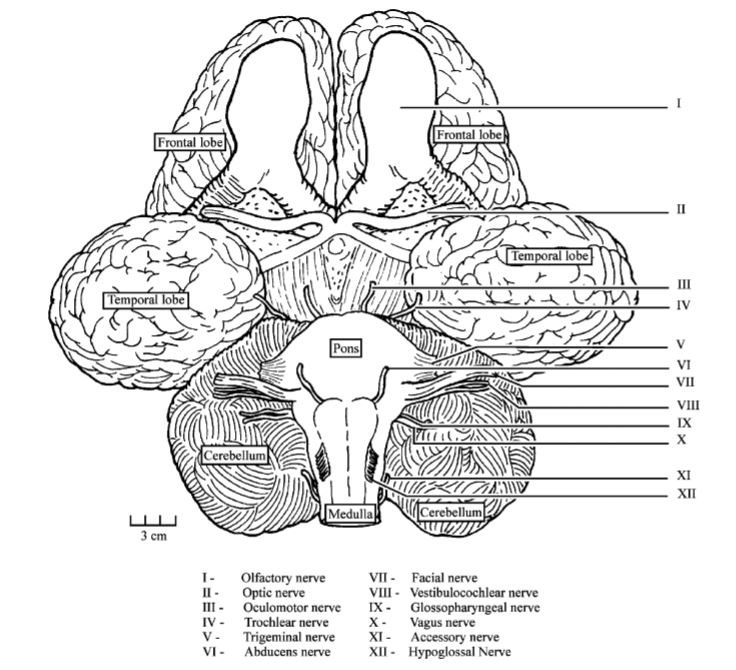 I
Frontal lobe
Frontal lobe
II
Temporal lobe
Temporal lobe
III
IV
V
Pons
VI
VII
VIII
IX
X
Cerebellum
XI
XII
Medulla
Cerebellum
3 cm
I - Olfactory nerve
II - Optic nerve
III - Oculomotor nerve
IV - Trochlear nerve
V - Trigeminal nerve
VI - Abducens nerve
VII - Facial nerve
VIII - Vestibulocochlear nerve
IX - Glossopharyngeal nerve
X - Vagus nerve
XI - Accessory nerve
XII - Hypoglossal Nerve